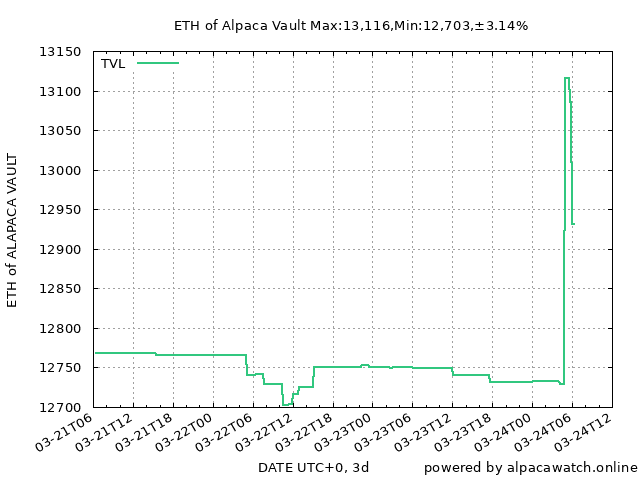 ETH of Alpaca Vault Max:13,116,Min:12,703,±3.14%
TVL
ETH of ALAPACA VAULT
13150
13100
13050
13000
12950
12900
12850
12800
12750
12700
03-21T06
03-21T12
03-21T18
03-22T00
03-22T06
03-22T12
03-22T18
03-23T00
03-23T06
03-23T12
03-23T18
03-24T00
03-24T06
03-24T12
DATE UTC+0, 3d
powered by alpacawatch.online